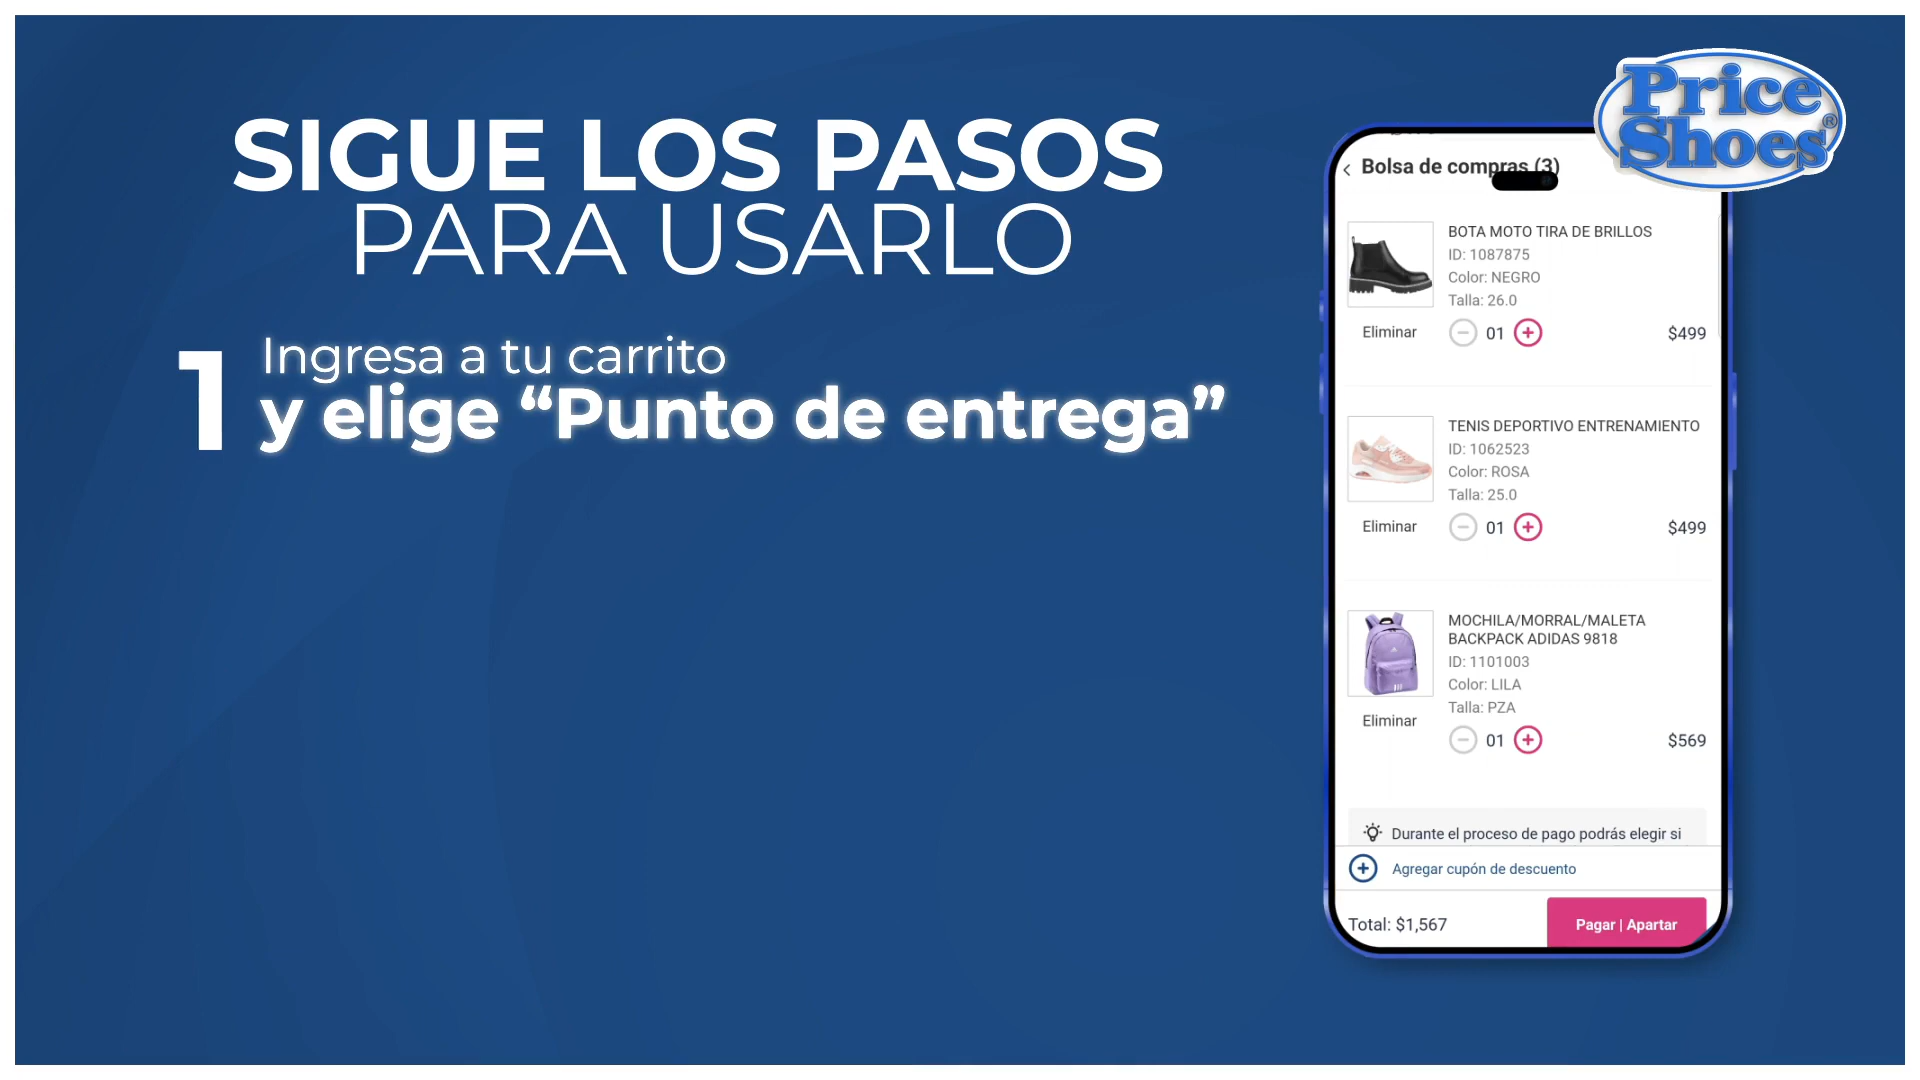 SIGUE LOS PASOS
PARA USARLO
1
Ingresa a tu carrito
y elige “Punto de entrega”
Price
Shoes®
Bolsa de compras (3)
BOTA MOTO TIRA DE BRILLOS
ID: 1087875
Color: NEGRO
Talla: 26.0
Eliminar
01
$499
TENIS DEPORTIVO ENTRENAMIENTO
ID: 1062523
Color: ROSA
Talla: 25.0
Eliminar
01
$499
MOCHILA/MORRAL/MALETA
BACKPACK ADIDAS 9818
ID: 1101003
Color: LILA
Talla: PZA
Eliminar
01
$569
Durante el proceso de pago podrás elegir si
Agregar cupón de descuento
Total: $1,567
Pagar | Apartar